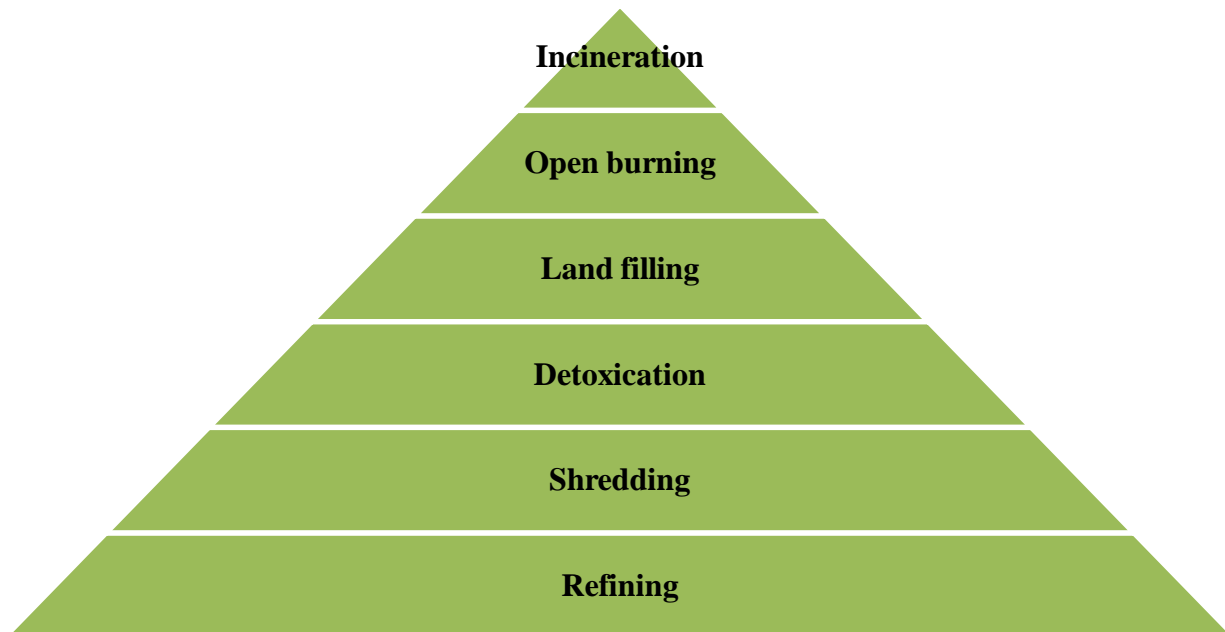 Incineration
Open burning
Land filling
Detoxication
Shredding
Refining